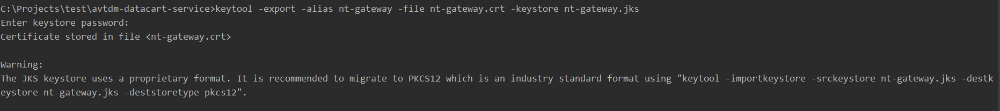 C:\Projects\test\avtdm-datacart-service>keytool -export -alias nt-gateway -file nt-gateway.crt -keystore nt-gateway.jks
Enter keystore password:
Certificate stored in file <nt-gateway.crt>
Warning:
The JKS keystore uses a proprietary format. It is recommended to migrate to PKCS12 which is an industry standard format using "keytool -importkeystore -srckeystore nt-gateway.jks -destk
eystore nt-gateway.jks -deststoretype pkcs12".